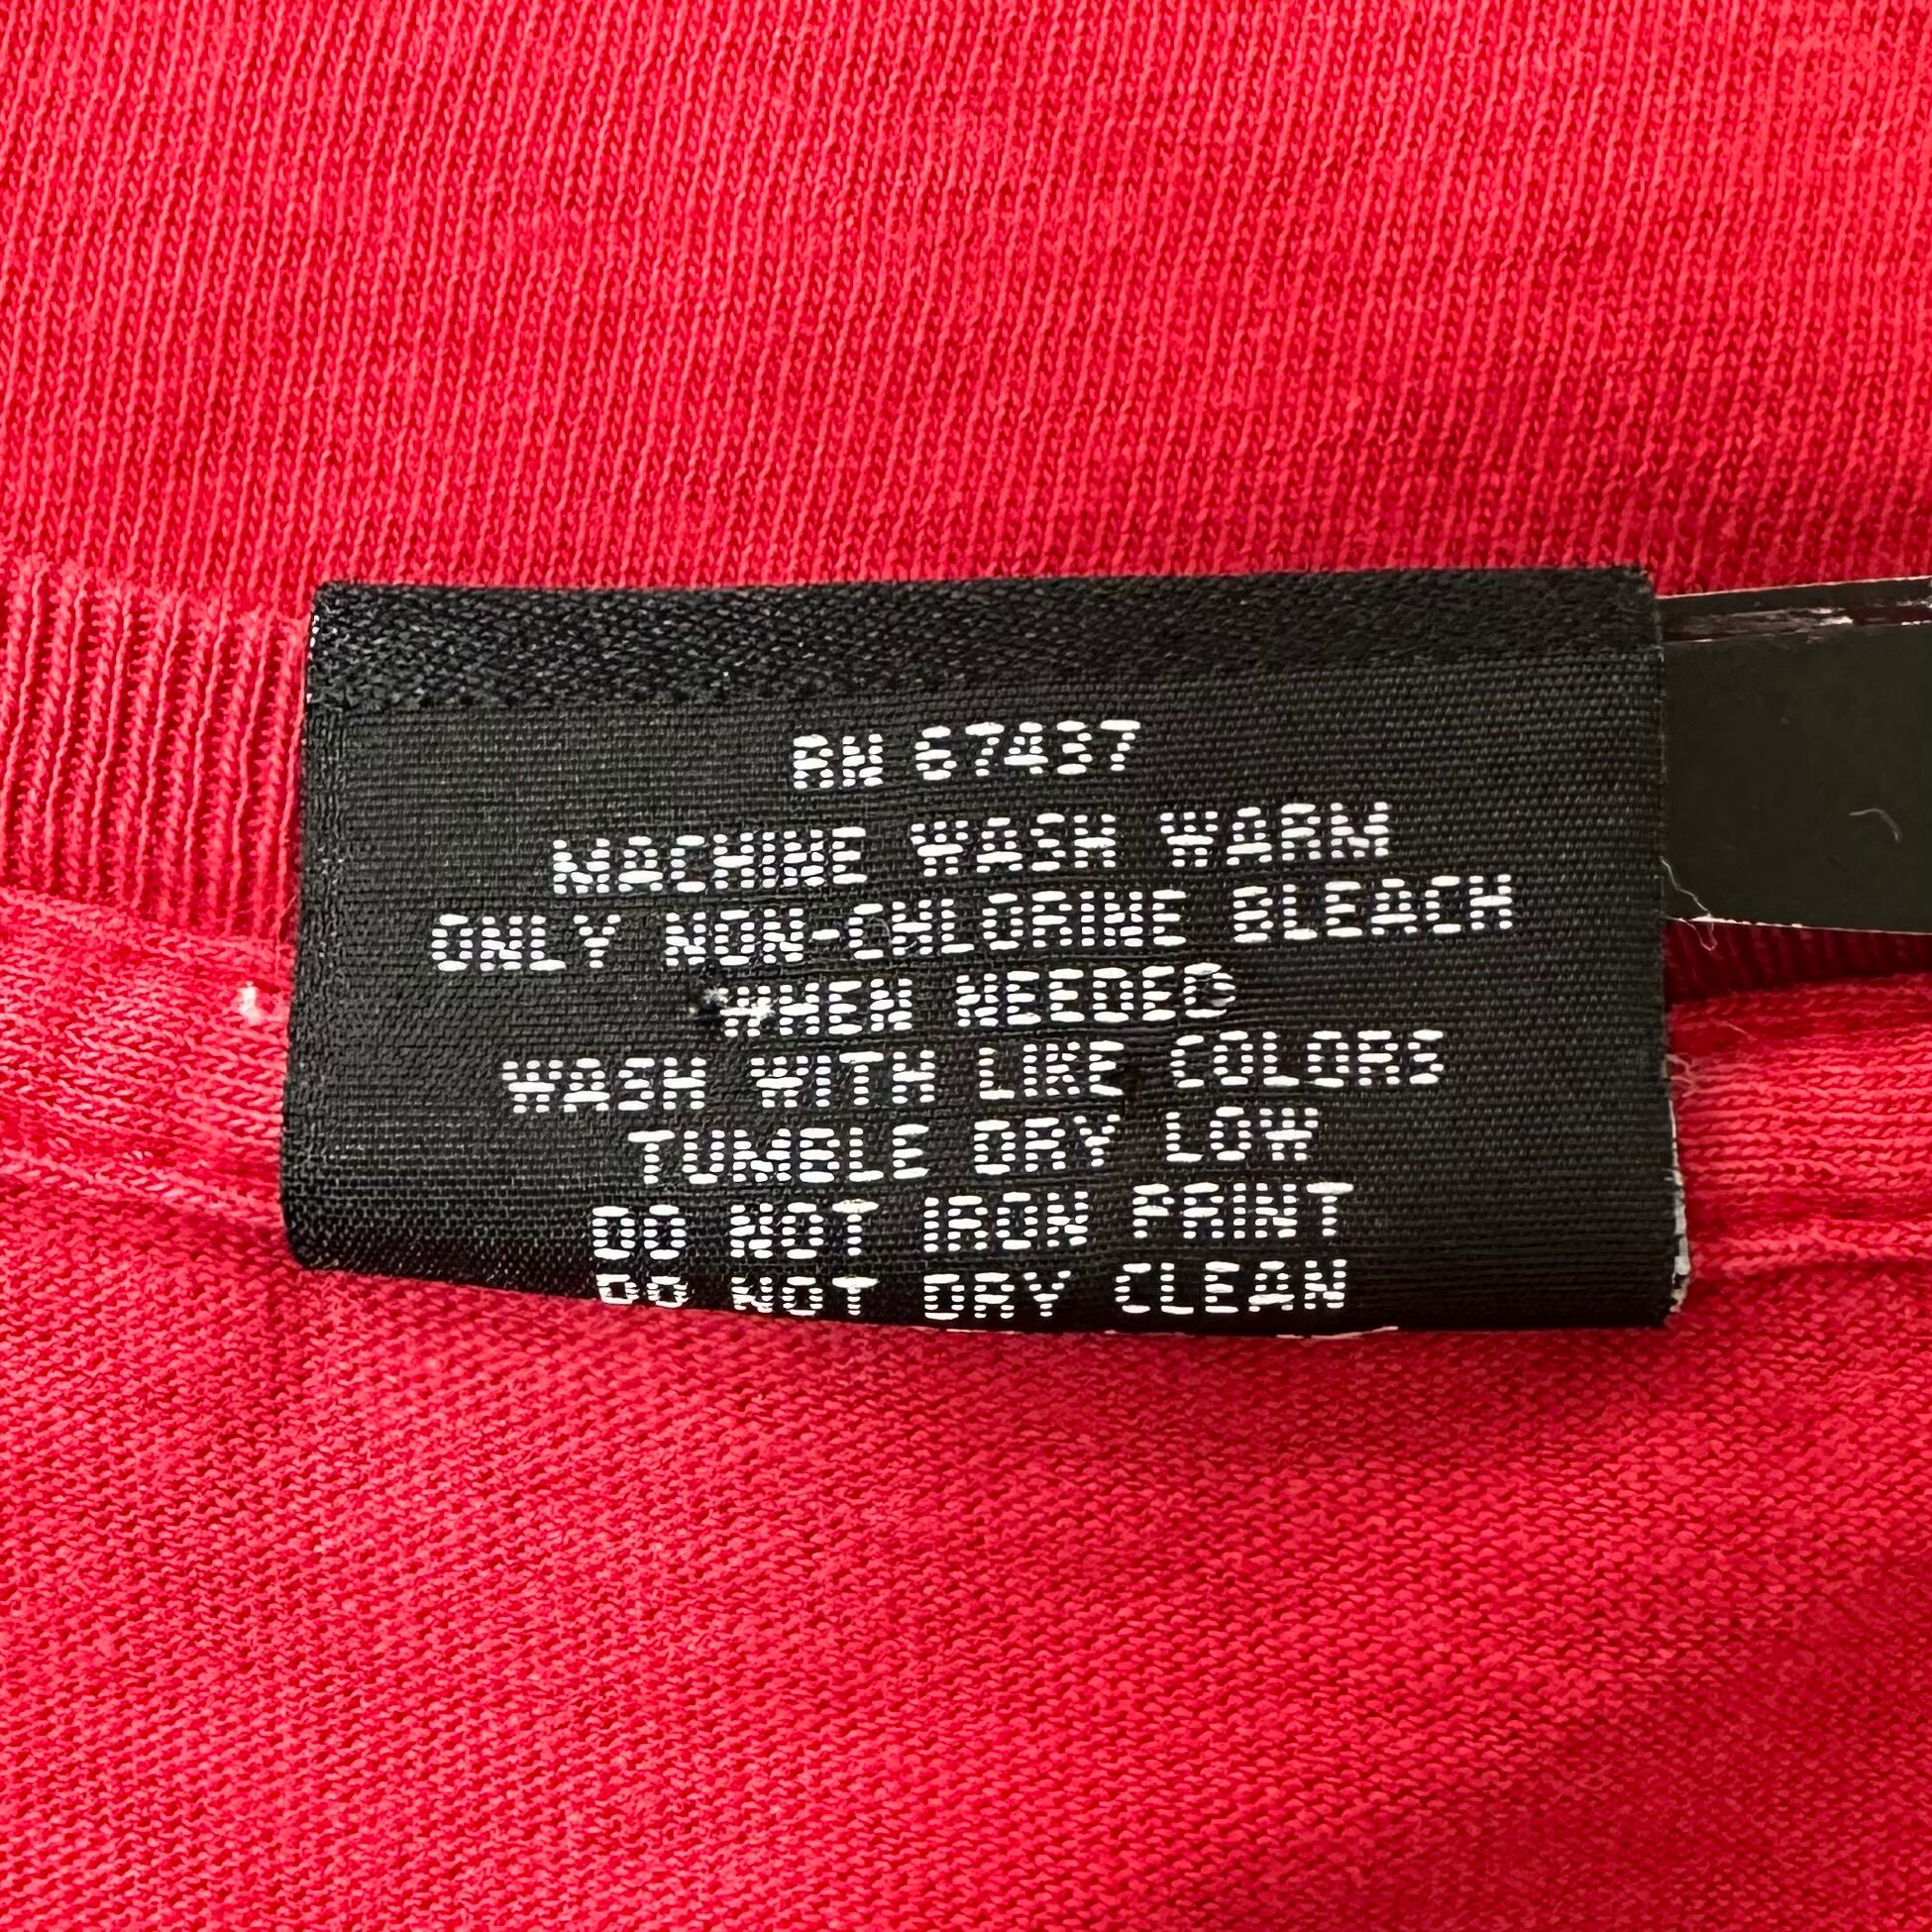 RN 67437
MACHINE WASH WARM
ONLY NON-CHLORINE BLEACH
WHEN NEEDED
WASH WITH LIKE COLORS
TUMBLE DRY LOW
DO NOT IRON PRINT
DO NOT DRY CLEAN